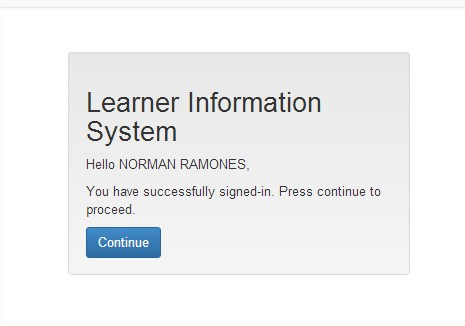 Learner Information
System
Hello NORMAN RAMONES,
You have successfully signed-in. Press continue to
proceed.
Continue